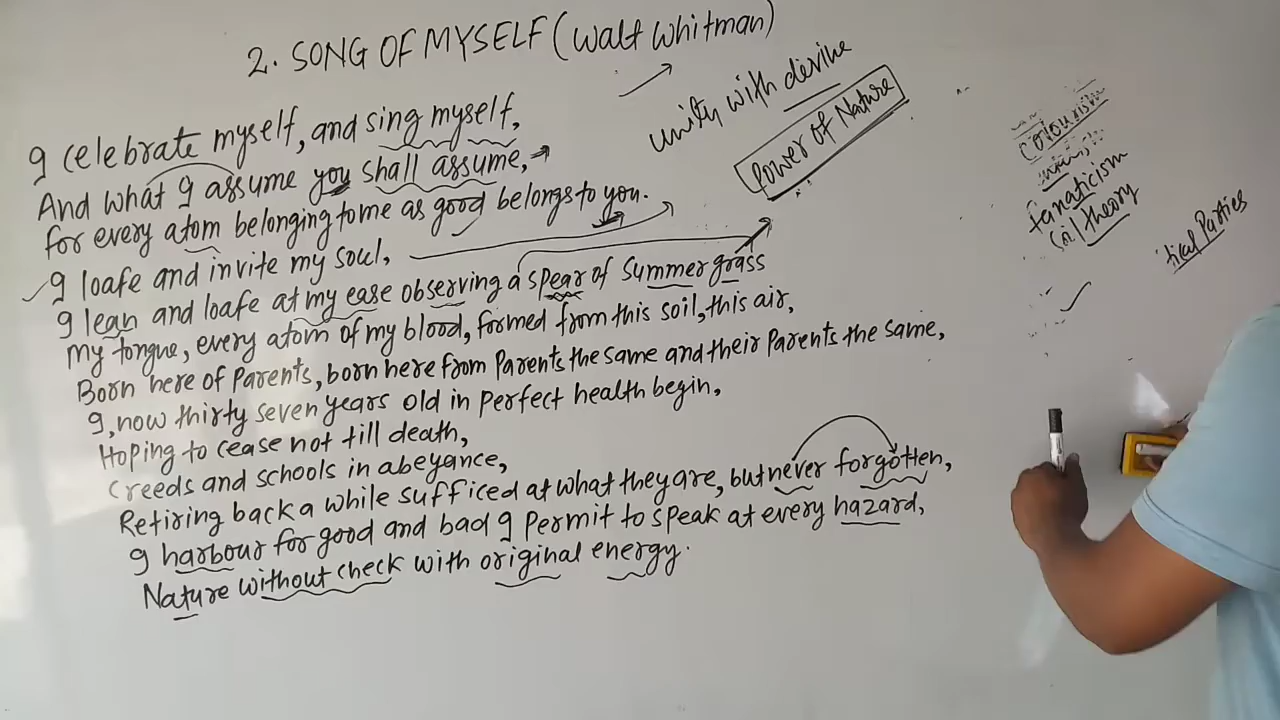 2. SONG OF MYSELF (Walt Whitman)
I celebrate myself, and sing myself,
And what I assume you shall assume,
for every atom belonging to me as good belongs to you.
I loafe and invite my soul,
I lean and loafe at my ease observing a spear of summer grass
My tongue, every atom of my blood, formed from this soil, this air,
Born here of Parents, born here from Parents the same and their Parents the same,
I, now thirty seven years old in perfect health begin,
Hoping to cease not till death,
Creeds and schools in abeyance,
Retiring back a while sufficed at what they are, but never forgotten,
I harbour for good and bad I permit to speak at every hazard,
Nature without check with original energy.
unity with devine
Power of Nature
Colourism
fanaticism
theory
Parties